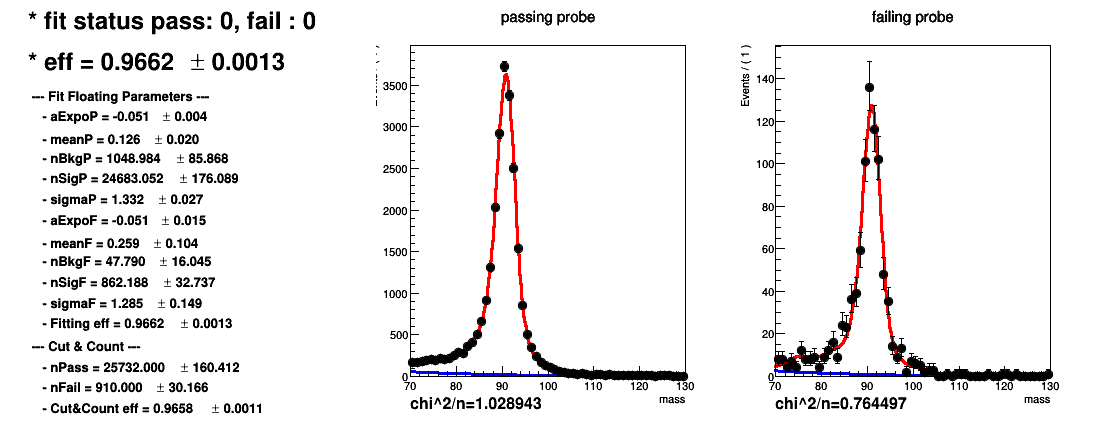 * fit status pass: 0, fail : 0
* eff = 0.9662 ± 0.0013
--- Fit Floating Parameters ---
- aExpoP = -0.051 ± 0.004
- meanP = 0.126 ± 0.020
- nBkgP = 1048.984 ± 85.868
- nSigP = 24683.052 ± 176.089
- sigmaP = 1.332 ± 0.027
- aExpoF = -0.051 ± 0.015
- meanF = 0.259 ± 0.104
- nBkgF = 47.790 ± 16.045
- nSigF = 862.188 ± 32.737
- sigmaF = 1.285 ± 0.149
- Fitting eff = 0.9662 ± 0.0013
--- Cut & Count ---
- nPass = 25732.000 ± 160.412
- nFail = 910.000 ± 30.166
- Cut&Count eff = 0.9658 ± 0.0011
passing probe
3500
3000
2500
2000
1500
1000
500
0
70 80 90 100 110 120 130
mass
chi^2/n=1.028943
failing probe
Events / ( 1 )
140
120
100
80
60
40
20
0
70 80 90 100 110 120 130
mass
chi^2/n=0.764497